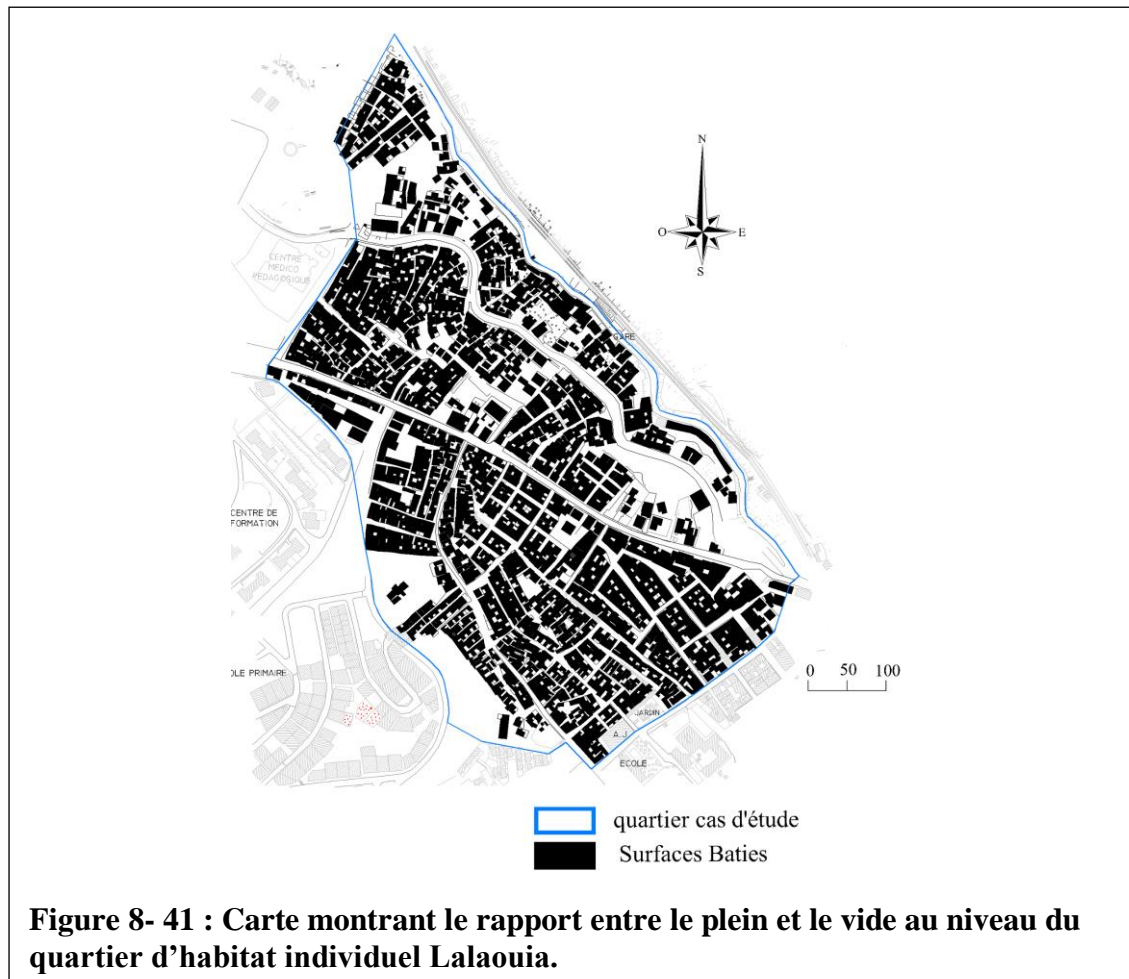 N
O E
S
CENTRE
MEDICO
PEDAGOGIQUE
GARE
CENTRE DE
FORMATION
0 50 100
OLE PRIMAIRE
JARDIN
A.J
ECOLE
quartier cas d'étude
Surfaces Baties
Figure 8- 41 : Carte montrant le rapport entre le plein et le vide au niveau du
quartier d’habitat individuel Lalaouia.